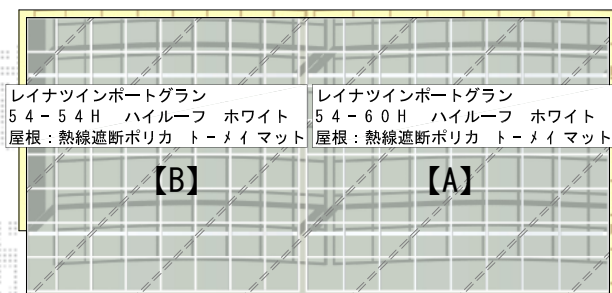 レイナツインポートグラン
54-54H ハイルーフ ホワイト
屋根：熱線遮断ポリカ トーメイマット
【B】
レイナツインポートグラン
54-60H ハイルーフ ホワイト
屋根：熱線遮断ポリカ トーメイマット
【A】